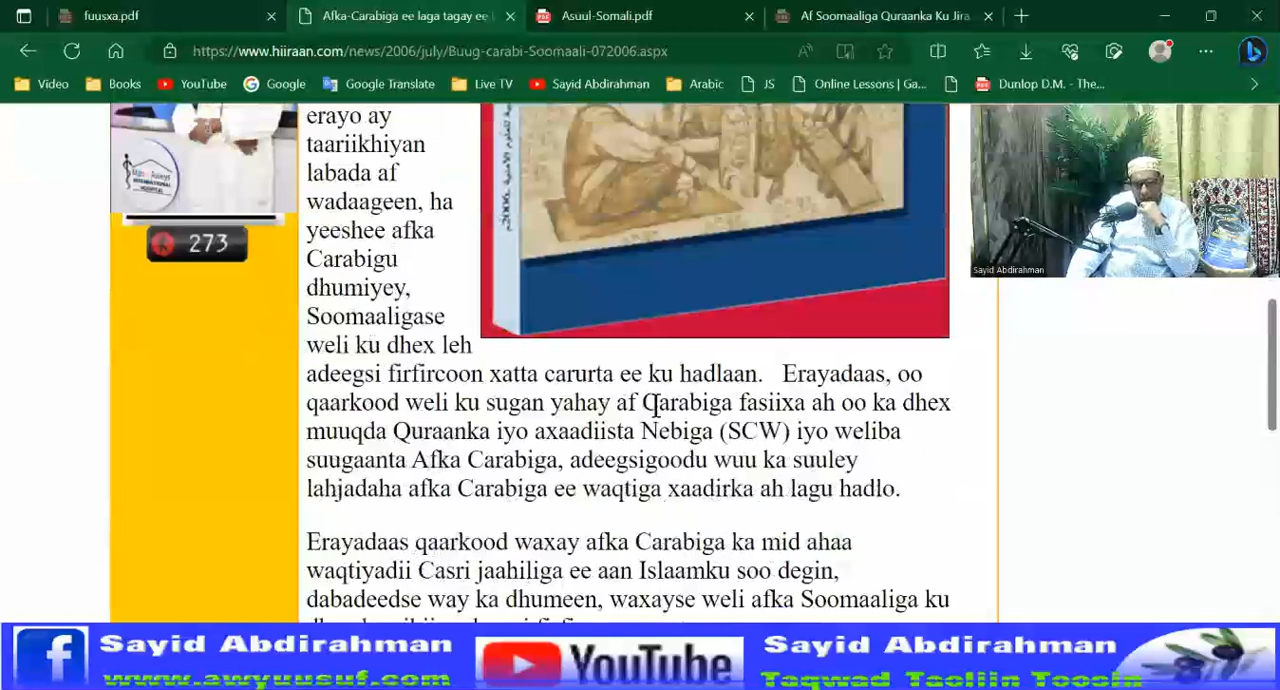 fuusxa.pdf
Afka-Carabiga ee laga tagay ee
Asuul-Somali.pdf
Af Soomaaliga Quraanka Ku Jira
https://www.hiiraan.com/news/2006/july/Buug-carabi-Soomaali-072006.aspx
Video
Books
YouTube
Google
Google Translate
Live TV
Sayid Abdirahman
Arabic
JS
Online Lessons | Ga...
Dunlop D.M. - The...
erayo ay
taariikhiyan
labada af
wadaageen, ha
yeeshee afka
Carabigu
dhumiyey,
Soomaaligase
weli ku dhex leh
adeegsi firfircoon xatta carurta ee ku hadlaan. Erayadaas, oo
qaarkood weli ku sugan yahay af Carabiga fasiixa ah oo ka dhex
muuqda Quraanka iyo axaadiista Nebiga (SCW) iyo weliba
suugaanta Afka Carabiga, adeegsigoodu wuu ka suuley
lahjadaha afka Carabiga ee waqtiga xaadirka ah lagu hadlo.
Erayadaas qaarkood waxay afka Carabiga ka mid ahaa
waqtiyadii Casri jaahiliga ee aan Islaamku soo degin,
dabadeedse way ka dhumeen, waxayse weli afka Soomaaliga ku
INTERNATIONAL
HOSPITAL
273
Sayid Abdirahman
Sayid Abdirahman
www.awyuusuf.com
YouTube
Sayid Abdirahman
Taqwad Taoliin Toosin